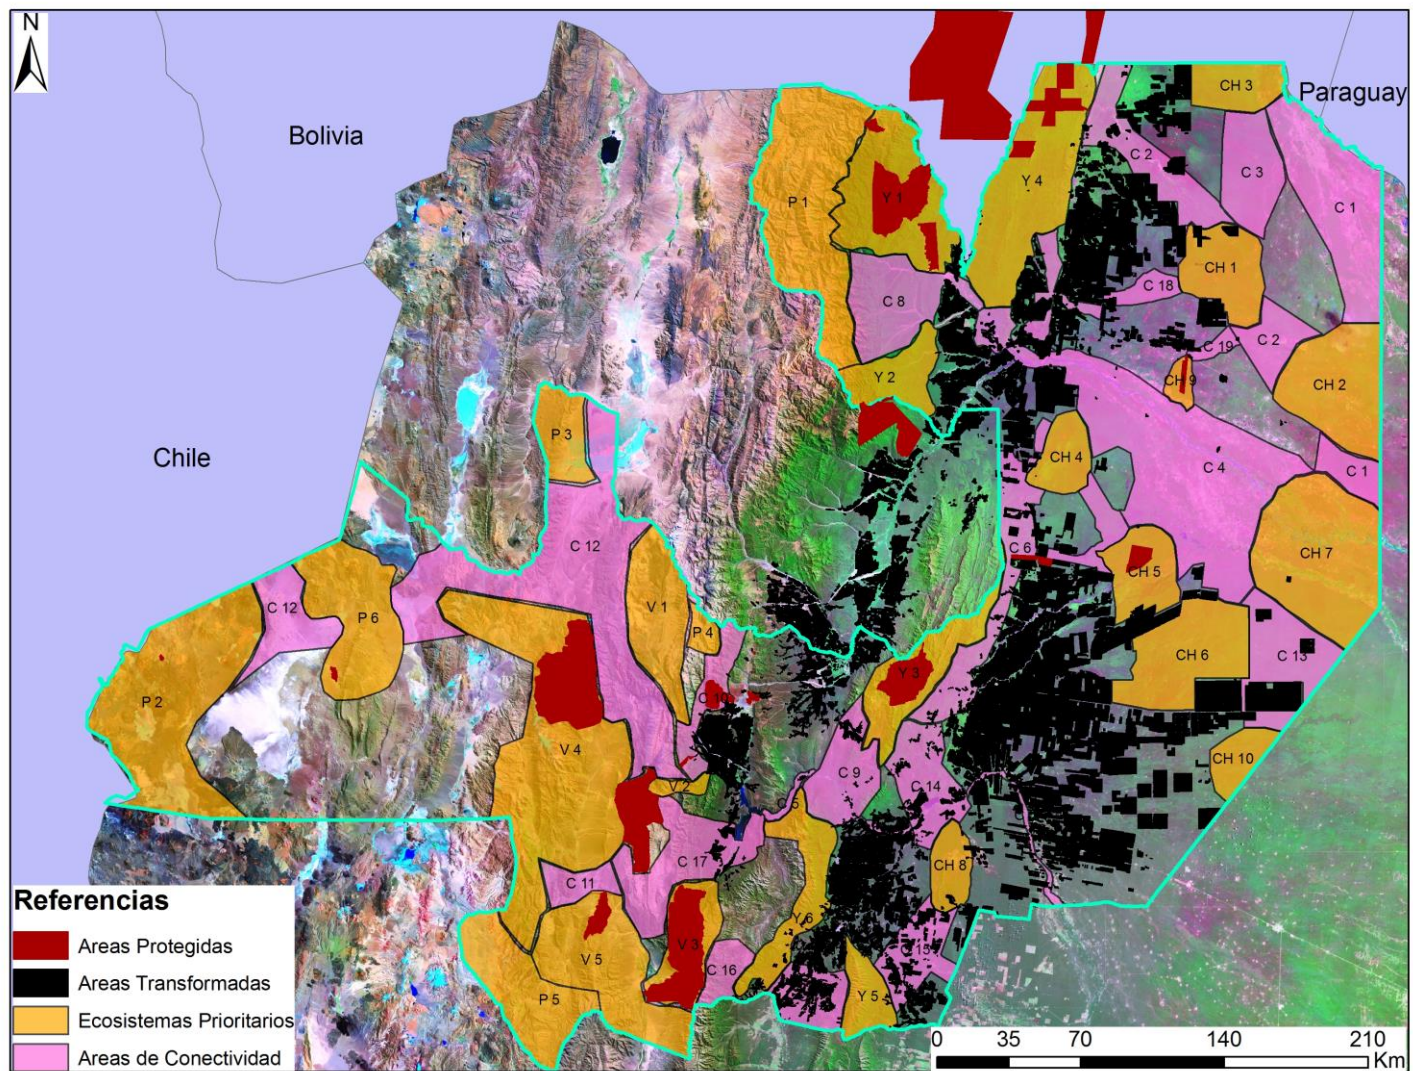 N
Bolivia
Paraguay
Chile
CH 3
P 1
Y 1
Y 4
C 2
C 3
C 1
C 8
CH 1
C 18
C 19
C 2
Y 2
CH 9
CH 2
P 3
CH 4
C 4
C 1
C 12
C 6
CH 5
CH 7
C 12
P 6
V 1
P 4
Y 3
CH 6
C 13
P 2
C 10
V 4
CH 10
V 2
C 9
C 5
C 14
C 17
CH 8
C 11
Y 6
V 3
C 15
V 5
C 16
P 5
Y 5
Referencias
Areas Protegidas
Areas Transformadas
Ecosistemas Prioritarios
Areas de Conectividad
0 35 70 140 210
Km